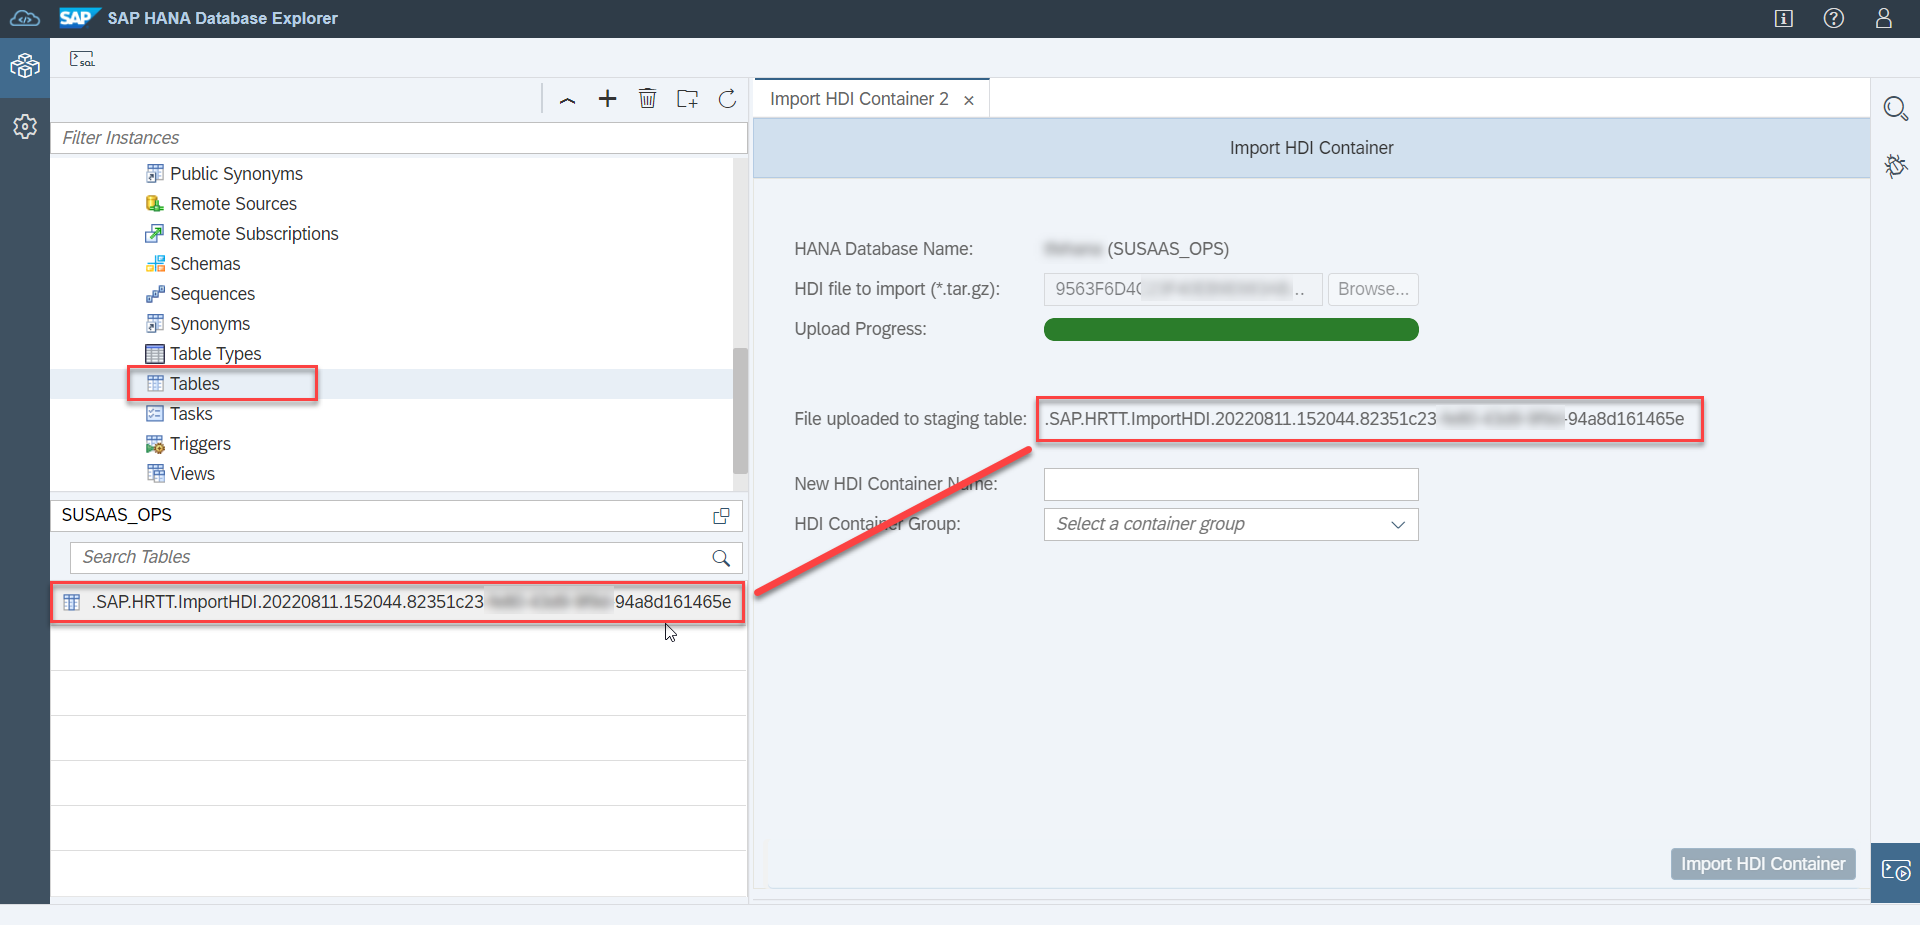 SAP SAP HANA Database Explorer
SQL
Import HDI Container 2
Filter Instances
Public Synonyms
Remote Sources
Remote Subscriptions
Schemas
Sequences
Synonyms
Table Types
Tables
Tasks
Triggers
Views
SUSAAS_OPS
Search Tables
.SAP.HRTT.ImportHDI.20220811.152044.82351c23 94a8d161465e
Import HDI Container
HANA Database Name: (SUSAAS_OPS)
HDI file to import (*.tar.gz): 9563F6D4 .. Browse...
Upload Progress:
File uploaded to staging table: .SAP.HRTT.ImportHDI.20220811.152044.82351c23 -94a8d161465e
New HDI Container Name:
HDI Container Group: Select a container group
Import HDI Container